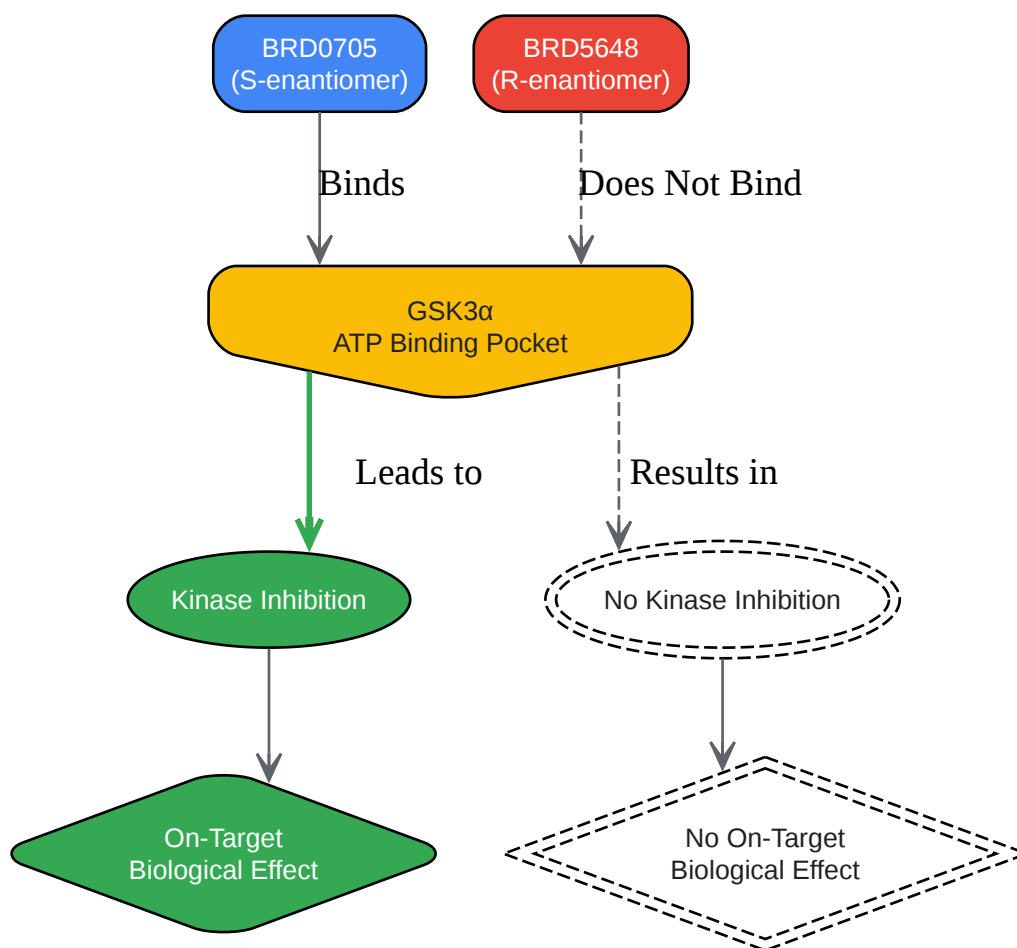 BRD0705
(S-enantiomer)
BRD5648
(R-enantiomer)
Binds
Does Not Bind
GSK3α
ATP Binding Pocket
Leads to
Results in
Kinase Inhibition
No Kinase Inhibition
On-Target
Biological Effect
No On-Target
Biological Effect